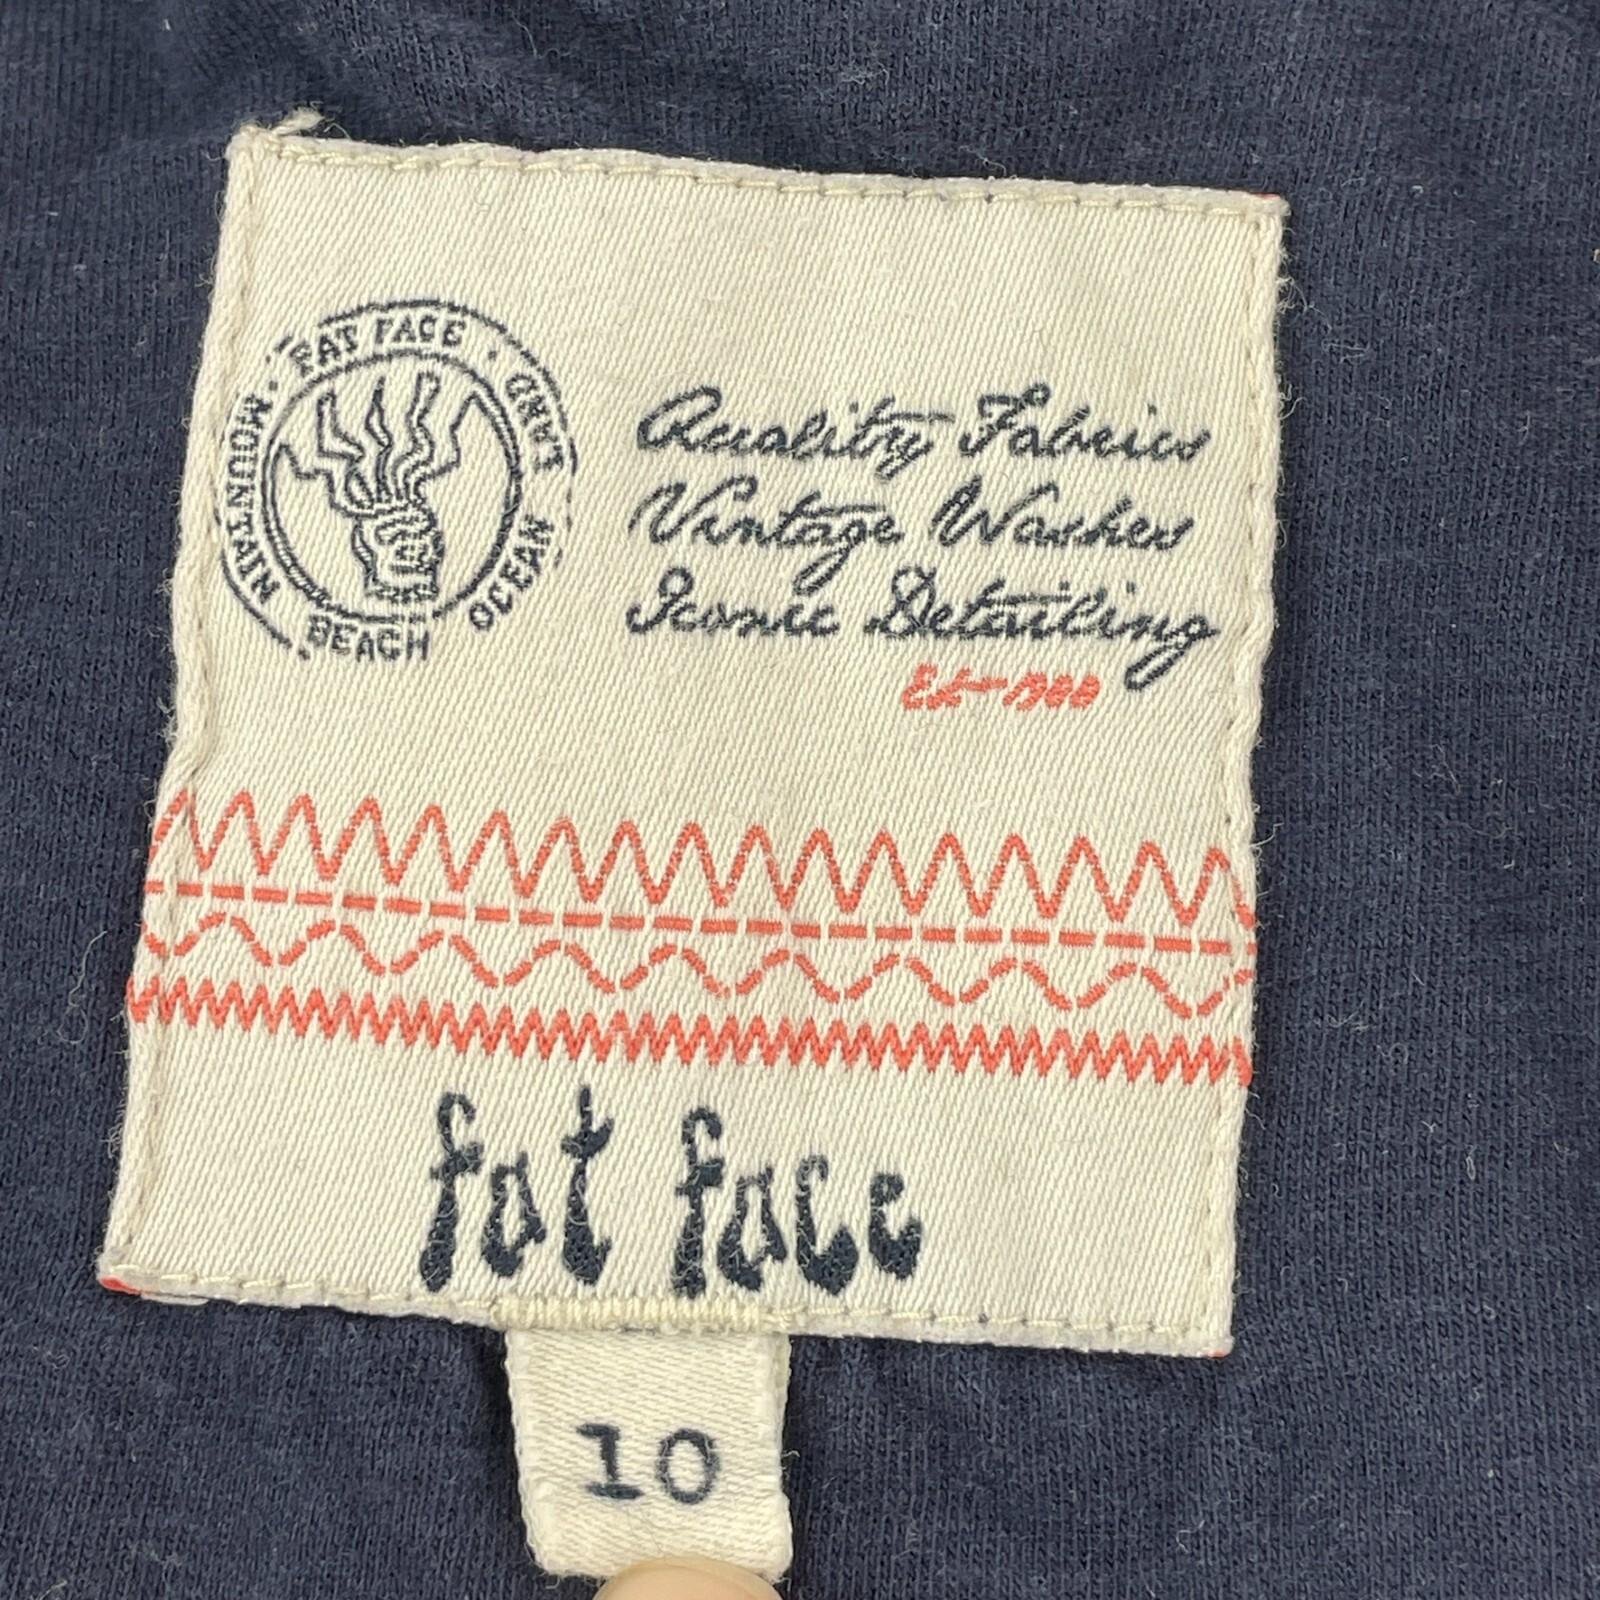 FAT FACE · LAND OCEAN BEACH MOUNTAIN ·
Quality Fabrics
Vintage Washes
Iconic Detailing
fat face
10